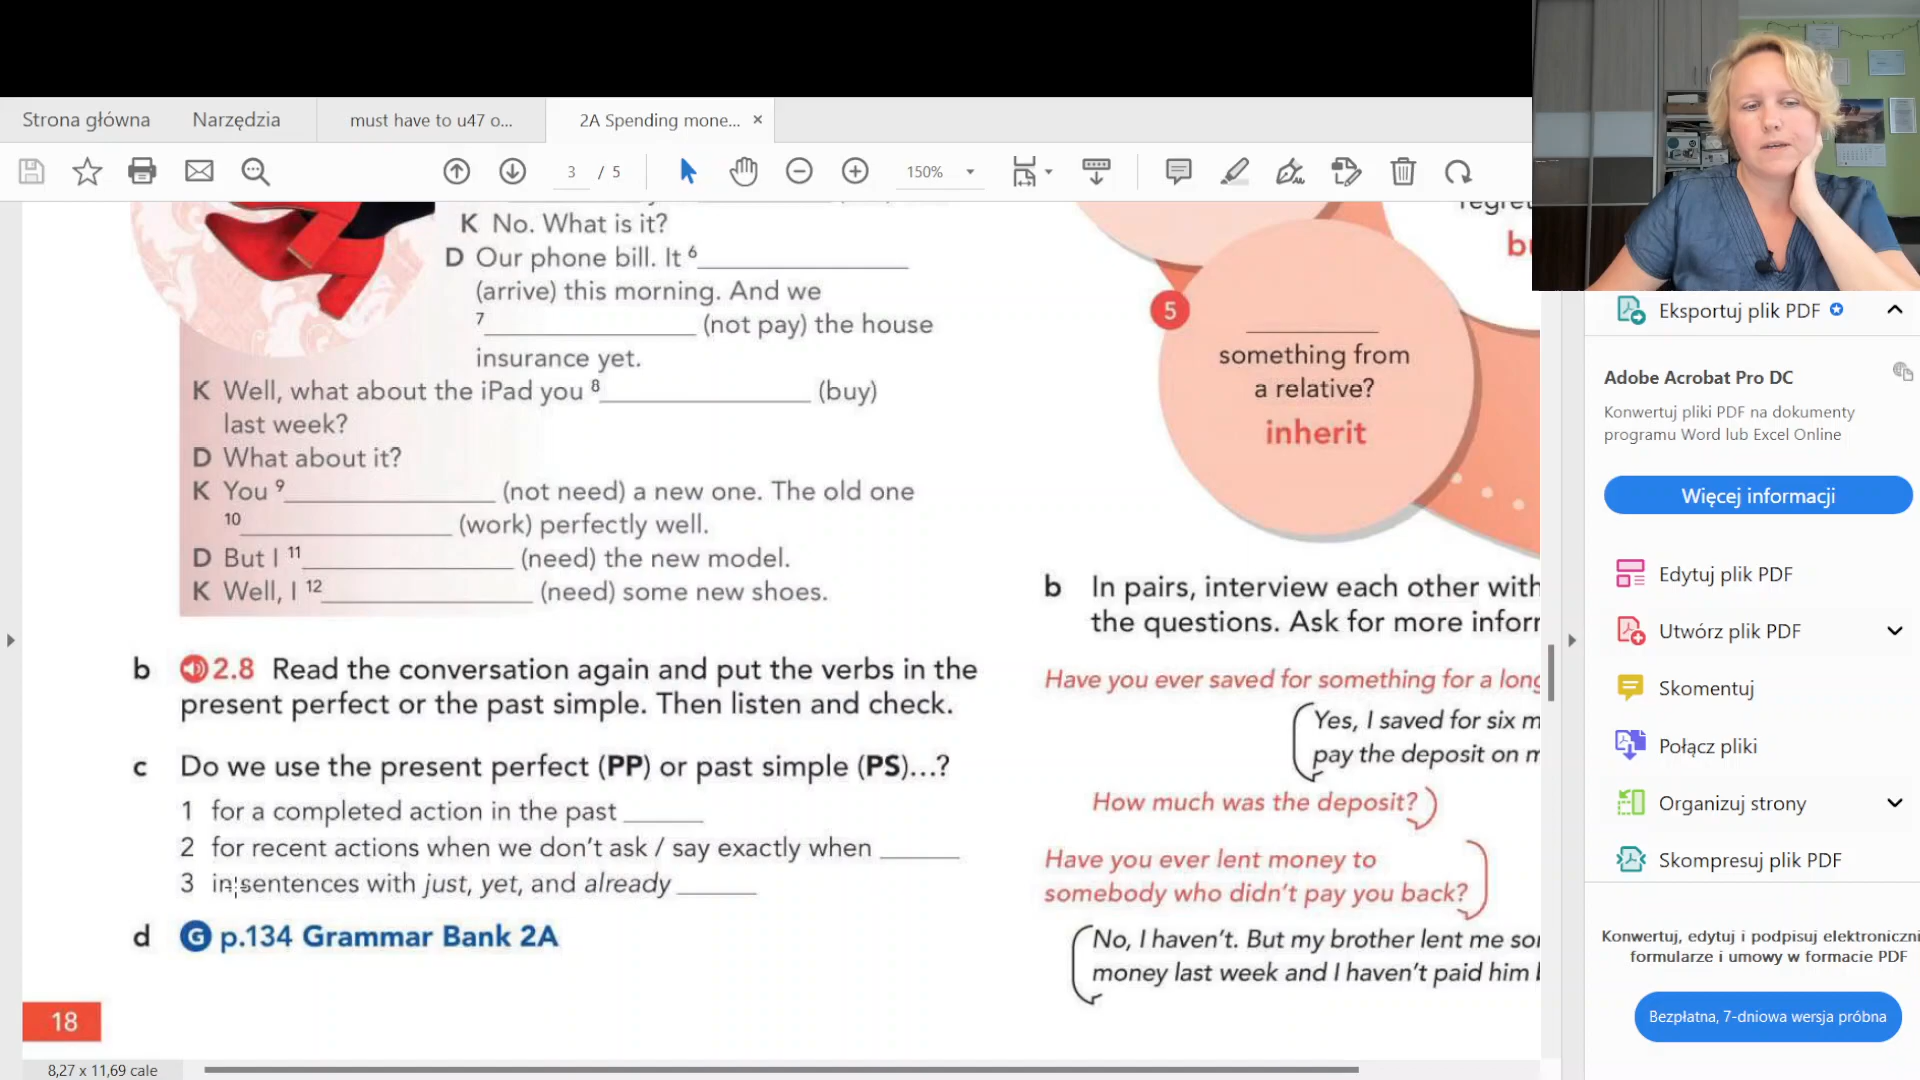 Strona główna
Narzędzia
must have to u47 o...
2A Spending mone...
3 / 5
150%
K No. What is it?
D Our phone bill. It 6
(arrive) this morning. And we
7 (not pay) the house
insurance yet.
K Well, what about the iPad you 8 (buy)
last week?
D What about it?
K You 9 (not need) a new one. The old one
10 (work) perfectly well.
D But I 11 (need) the new model.
K Well, I 12 (need) some new shoes.
b 2.8 Read the conversation again and put the verbs in the
present perfect or the past simple. Then listen and check.
c Do we use the present perfect (PP) or past simple (PS)…?
1 for a completed action in the past
2 for recent actions when we don't ask / say exactly when
3 in sentences with just, yet, and already
d G p.134 Grammar Bank 2A
18
8,27 x 11,69 cale
5
something from
a relative?
inherit
b In pairs, interview each other with
the questions. Ask for more infor
Have you ever saved for something for a long
Yes, I saved for six m
pay the deposit on m
How much was the deposit?
Have you ever lent money to
somebody who didn't pay you back?
No, I haven't. But my brother lent me so
money last week and I haven't paid him
Eksportuj plik PDF
Adobe Acrobat Pro DC
Konwertuj pliki PDF na dokumenty
programu Word lub Excel Online
Więcej informacji
Edytuj plik PDF
Utwórz plik PDF
Skomentuj
Połącz pliki
Organizuj strony
Skompresuj plik PDF
Konwertuj, edytuj i podpisuj elektroniczni
formularze i umowy w formacie PDF
Bezpłatna, 7-dniowa wersja próbna